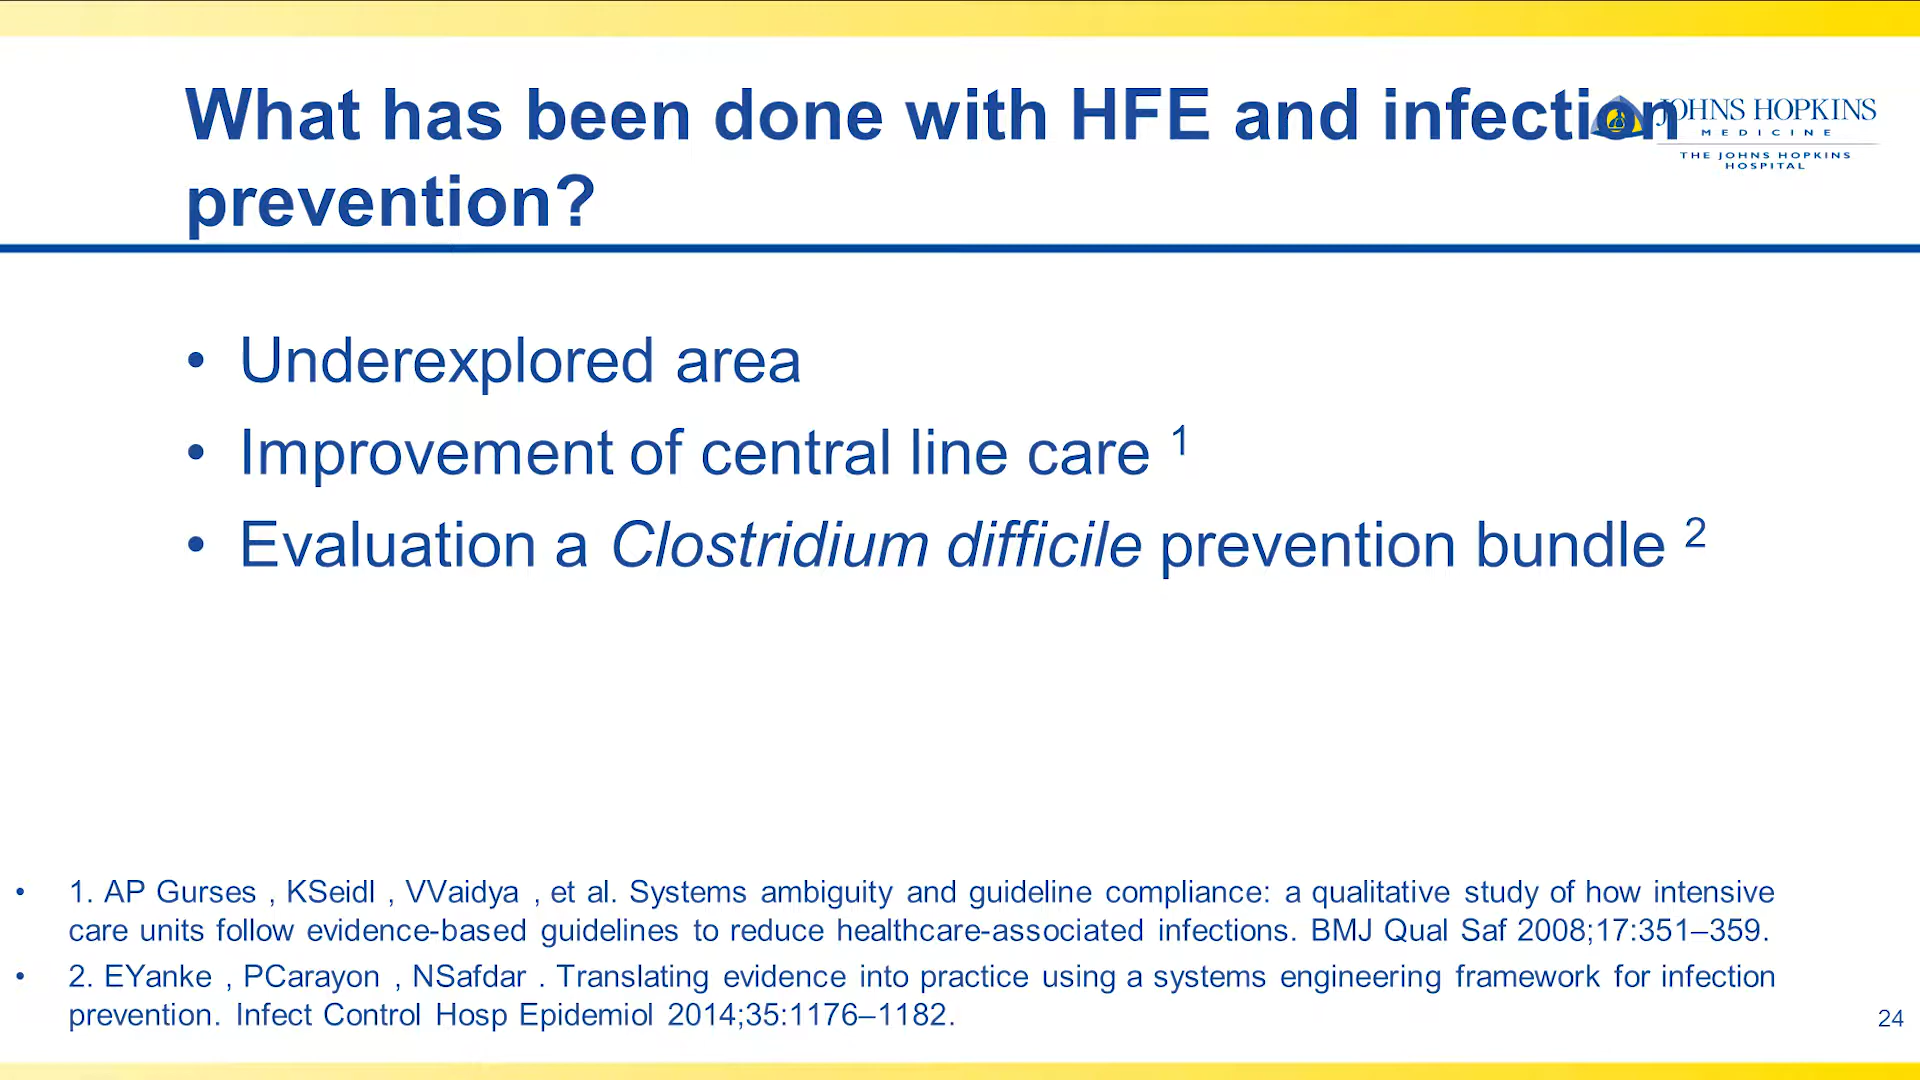 What has been done with HFE and infection
prevention?
JOHNS HOPKINS
MEDICINE
THE JOHNS HOPKINS
HOSPITAL
• Underexplored area
• Improvement of central line care 1
• Evaluation a Clostridium difficile prevention bundle 2
• 1. AP Gurses , KSeidl , VVaidya , et al. Systems ambiguity and guideline compliance: a qualitative study of how intensive
care units follow evidence-based guidelines to reduce healthcare-associated infections. BMJ Qual Saf 2008;17:351–359.
• 2. EYanke , PCarayon , NSafdar . Translating evidence into practice using a systems engineering framework for infection
prevention. Infect Control Hosp Epidemiol 2014;35:1176–1182.
24